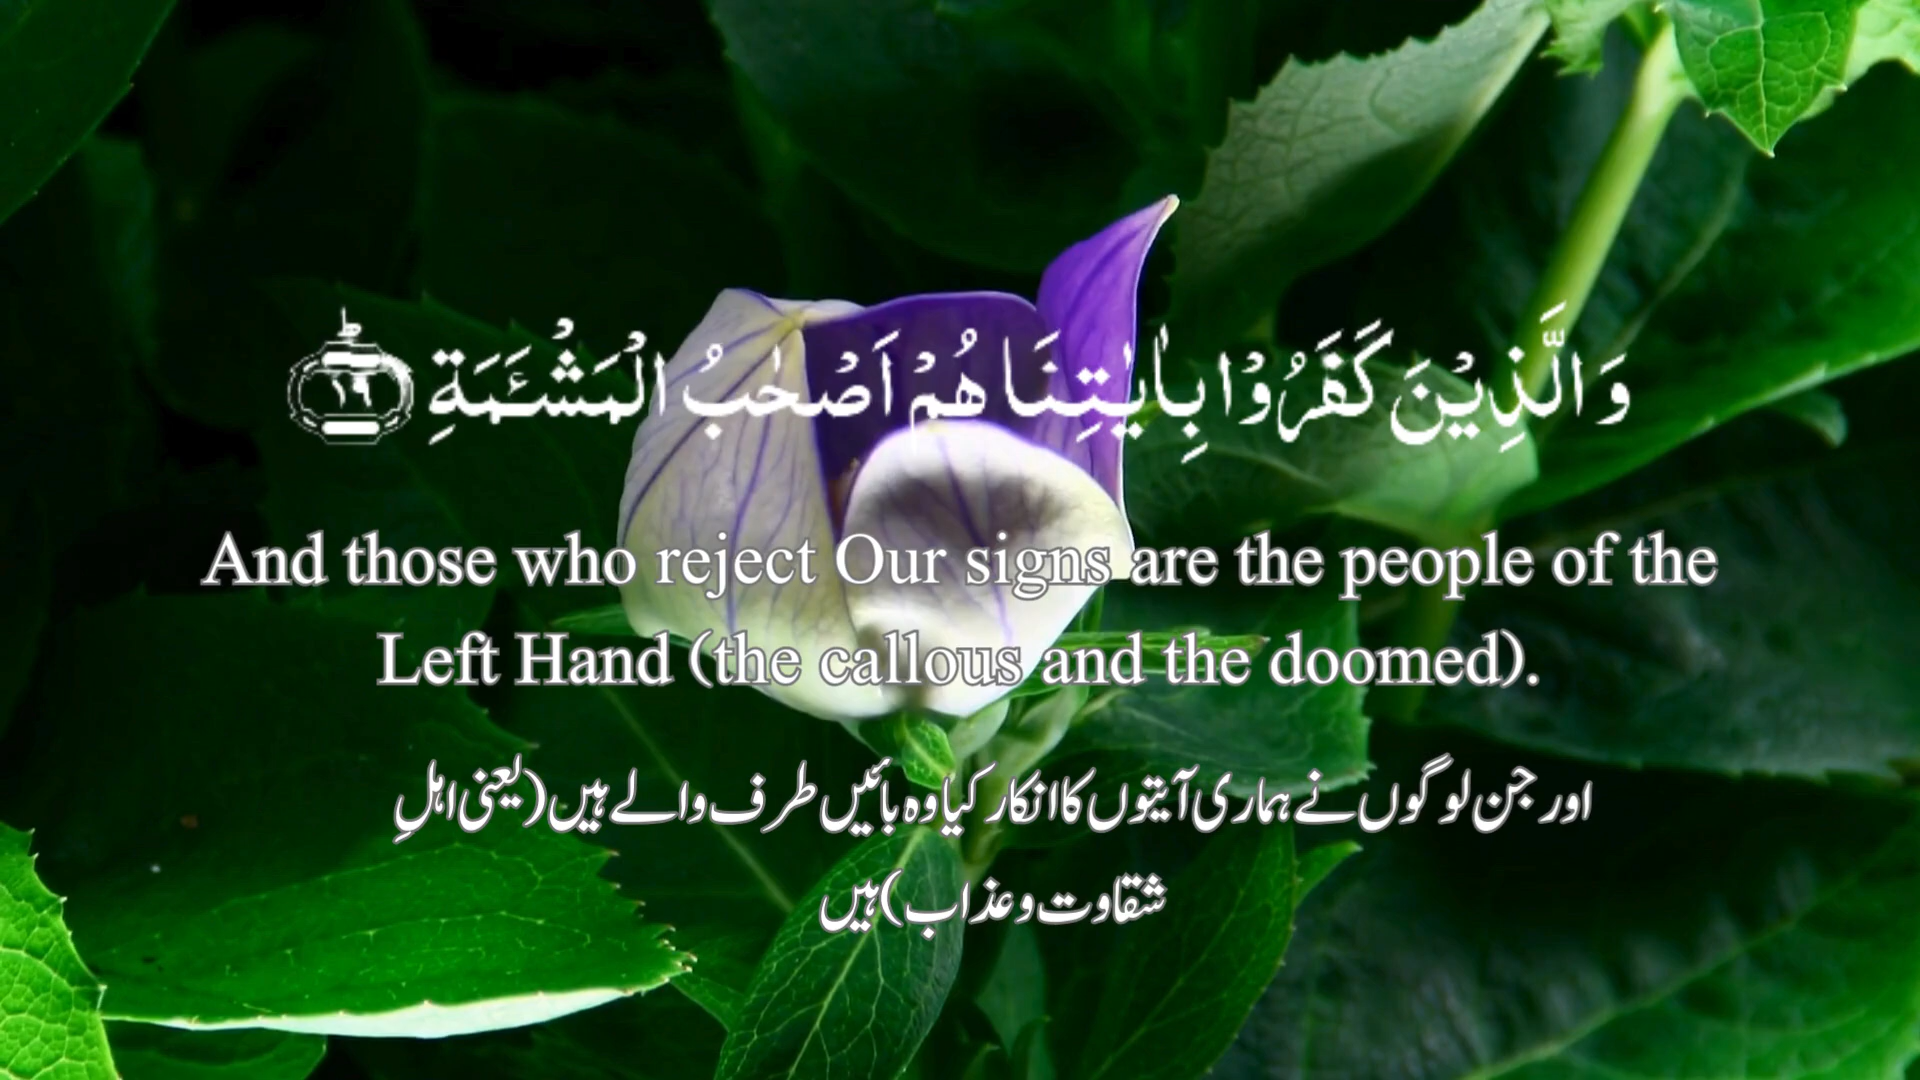 وَالَّذِيْنَ كَفَرُوْا بِاٰيٰتِنَا هُمْ اَصْحٰبُ الْمَشْـَٔمَةِ ؕ۱۹
And those who reject Our signs are the people of the
Left Hand (the callous and the doomed).
اور جن لوگوں نے ہماری آیتوں کا انکار کیا وہ بائیں طرف والے ہیں (یعنی اہلِ
شقاوت و عذاب) ہیں